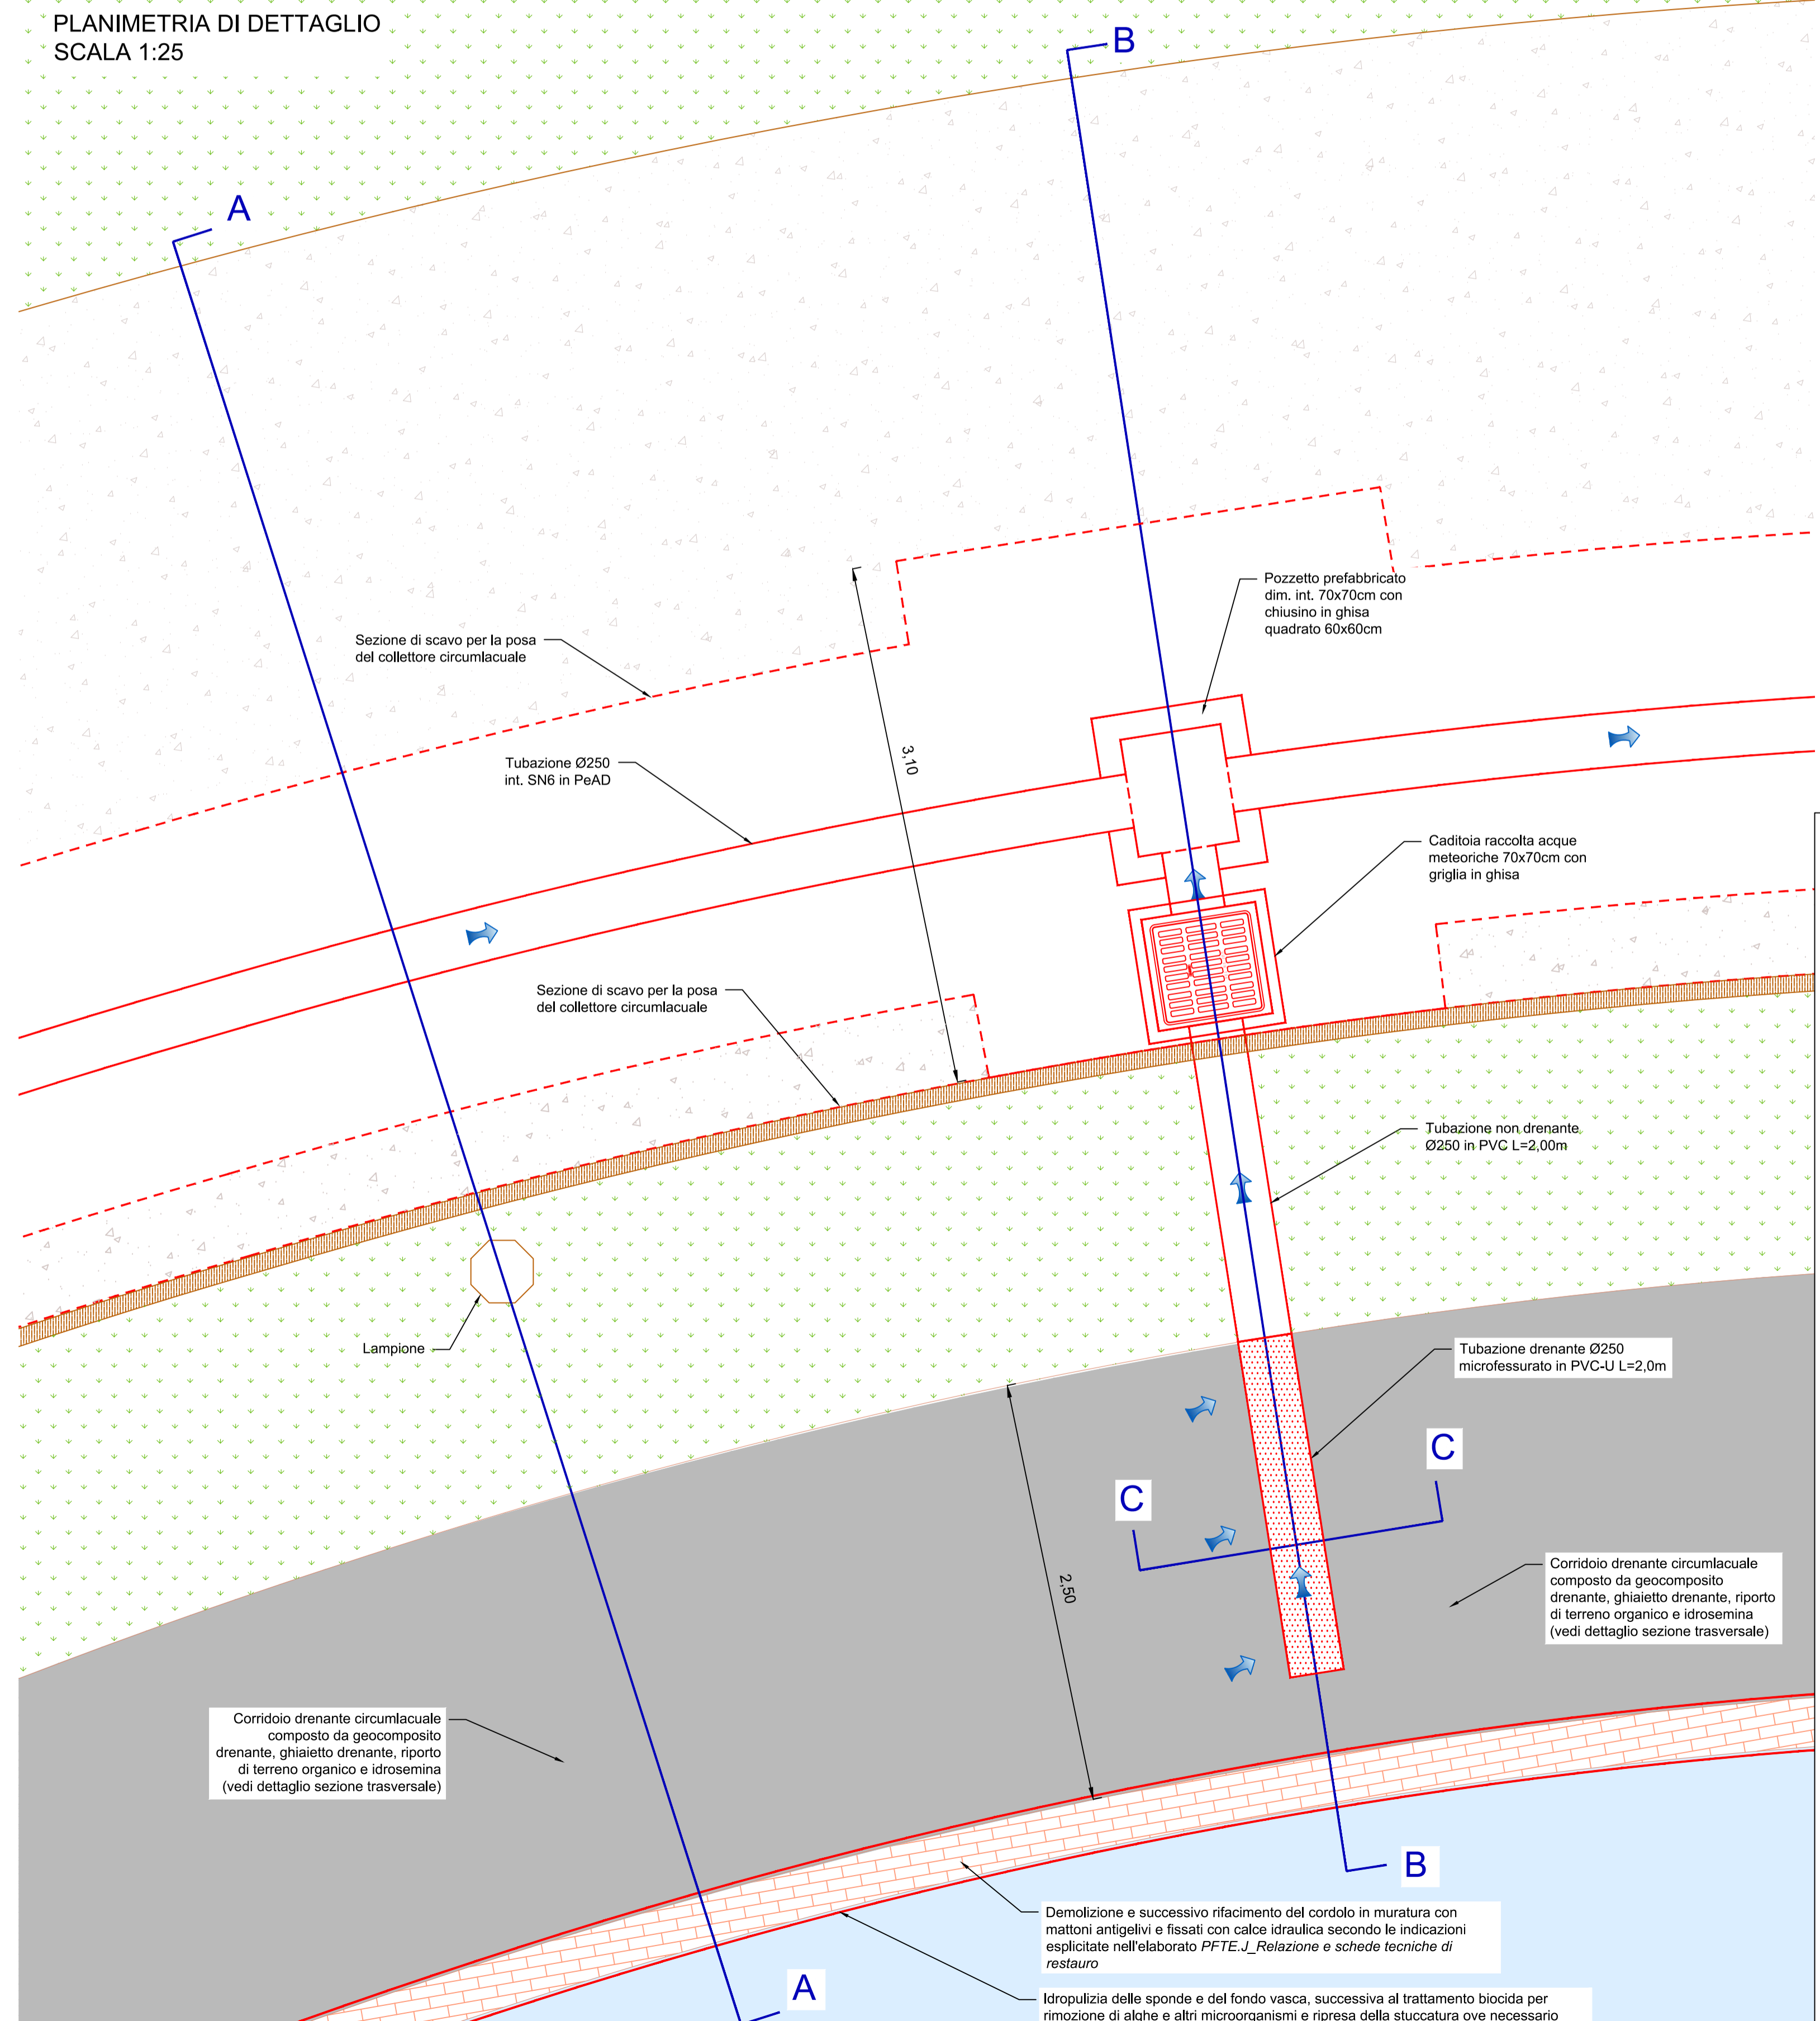 PLANIMETRIA DI DETTAGLIO
SCALA 1:25
B
A
Pozzetto prefabbricato
dim. int. 70x70cm con
chiusino in ghisa
quadrato 60x60cm
Sezione di scavo per la posa
del collettore circumlacuale
3,10
Tubazione Ø250
int. SN6 in PeAD
Caditoia raccolta acque
meteoriche 70x70cm con
griglia in ghisa
Sezione di scavo per la posa
del collettore circumlacuale
Tubazione non drenante
Ø250 in PVC L=2,00m
Lampione
Tubazione drenante Ø250
microfessurato in PVC-U L=2,0m
C
C
2,50
Corridoio drenante circumlacuale
composto da geocomposito
drenante, ghiaietto drenante, riporto
di terreno organico e idrosemina
(vedi dettaglio sezione trasversale)
Corridoio drenante circumlacuale
composto da geocomposito
drenante, ghiaietto drenante, riporto
di terreno organico e idrosemina
(vedi dettaglio sezione trasversale)
B
Demolizione e successivo rifacimento del cordolo in muratura con
mattoni antigelivi e fissati con calce idraulica secondo le indicazioni
esplicitate nell'elaborato PFTE.J_Relazione e schede tecniche di
restauro
A
Idropulizia delle sponde e del fondo vasca, successiva al trattamento biocida per
rimozione di alghe e altri microorganismi e ripresa della stuccatura ove necessario